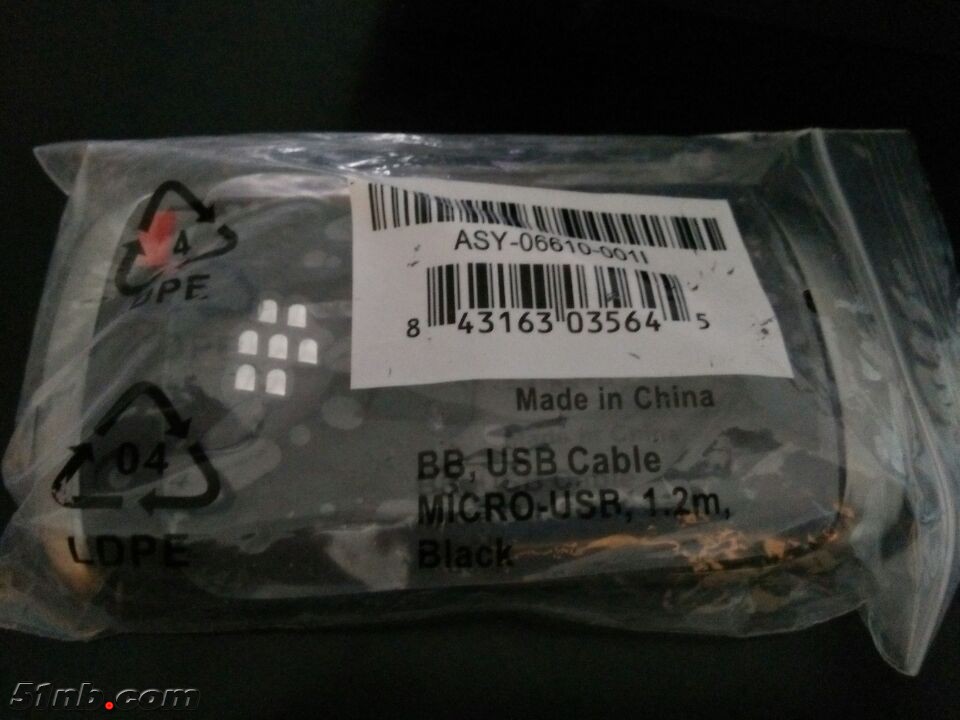 ASY-06610-001
8 43163 03564 5
4
DPE
Made in China
BB, USB Cable
MICRO-USB, 1.2m,
Black
04
LDPE
51nb.com